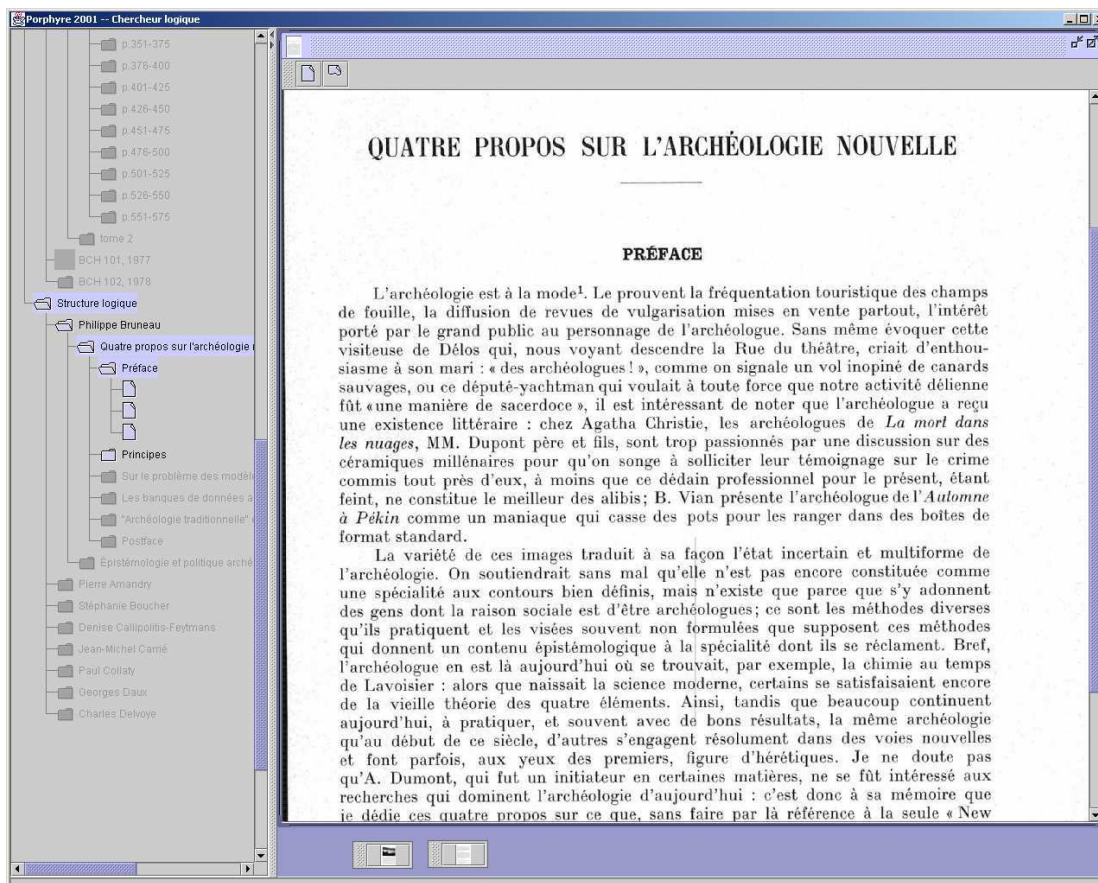 Porphyre 2001 -- Chercheur logique
p.351-375
p.376-400
p.401-425
p.426-450
p.451-475
p.476-500
p.501-525
p.526-550
p.551-575
tome 2
BCH 101, 1977
BCH 102, 1978
Structure logique
Philippe Bruneau
Quatre propos sur l'archéologie
Préface
Principes
Sur le problème des modèle
Les banques de données a
"Archéologie traditionnelle"
Postface
Épistémologie et politique arché
Pierre Amandry
Stéphanie Boucher
Denise Callipolitis-Feytmans
Jean-Michel Carrié
Paul Collaty
Georges Daux
Charles Delvoye
QUATRE PROPOS SUR L'ARCHÉOLOGIE NOUVELLE
PRÉFACE
L'archéologie est à la mode¹. Le prouvent la fréquentation touristique des champs
de fouille, la diffusion de revues de vulgarisation mises en vente partout, l'intérêt
porté par le grand public au personnage de l'archéologue. Sans même évoquer cette
visiteuse de Délos qui, nous voyant descendre la Rue du théâtre, criait d'enthou-
siasme à son mari : « des archéologues ! », comme on signale un vol inopiné de canards
sauvages, ou ce député-yachtman qui voulait à toute force que notre activité délienne
fût « une manière de sacerdoce », il est intéressant de noter que l'archéologue a reçu
une existence littéraire : chez Agatha Christie, les archéologues de La mort dans
les nuages, MM. Dupont père et fils, sont trop passionnés par une discussion sur des
céramiques millénaires pour qu'on songe à solliciter leur témoignage sur le crime
commis tout près d'eux, à moins que ce dédain professionnel pour le présent, étant
feint, ne constitue le meilleur des alibis; B. Vian présente l'archéologue de l'Automne
à Pékin comme un maniaque qui casse des pots pour les ranger dans des boîtes de
format standard.
La variété de ces images traduit à sa façon l'état incertain et multiforme de
l'archéologie. On soutiendrait sans mal qu'elle n'est pas encore constituée comme
une spécialité aux contours bien définis, mais n'existe que parce que s'y adonnent
des gens dont la raison sociale est d'être archéologues; ce sont les méthodes diverses
qu'ils pratiquent et les visées souvent non formulées que supposent ces méthodes
qui donnent un contenu épistémologique à la spécialité dont ils se réclament. Bref,
l'archéologue en est là aujourd'hui où se trouvait, par exemple, la chimie au temps
de Lavoisier : alors que naissait la science moderne, certains se satisfaisaient encore
de la vieille théorie des quatre éléments. Ainsi, tandis que beaucoup continuent
aujourd'hui, à pratiquer, et souvent avec de bons résultats, la même archéologie
qu'au début de ce siècle, d'autres s'engagent résolument dans des voies nouvelles
et font parfois, aux yeux des premiers, figure d'hérétiques. Je ne doute pas
qu'A. Dumont, qui fut un initiateur en certaines matières, ne se fût intéressé aux
recherches qui dominent l'archéologie d'aujourd'hui : c'est donc à sa mémoire que
je dédie ces quatre propos sur ce que, sans faire par là référence à la seule « New